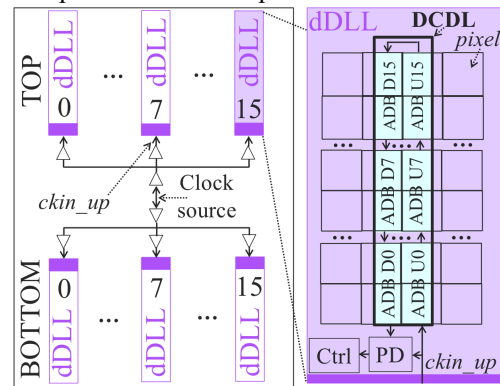 TOP
dDLL
0
...
dDLL
7
...
dDLL
15
ckin_up
Clock
source
BOTTOM
0
dDLL
...
7
dDLL
...
15
dDLL
dDLL
DCDL
pixel
ADB D15
ADB U15
...
...
...
ADB D7
ADB U7
...
...
...
ADB D0
ADB U0
Ctrl
PD
ckin_up